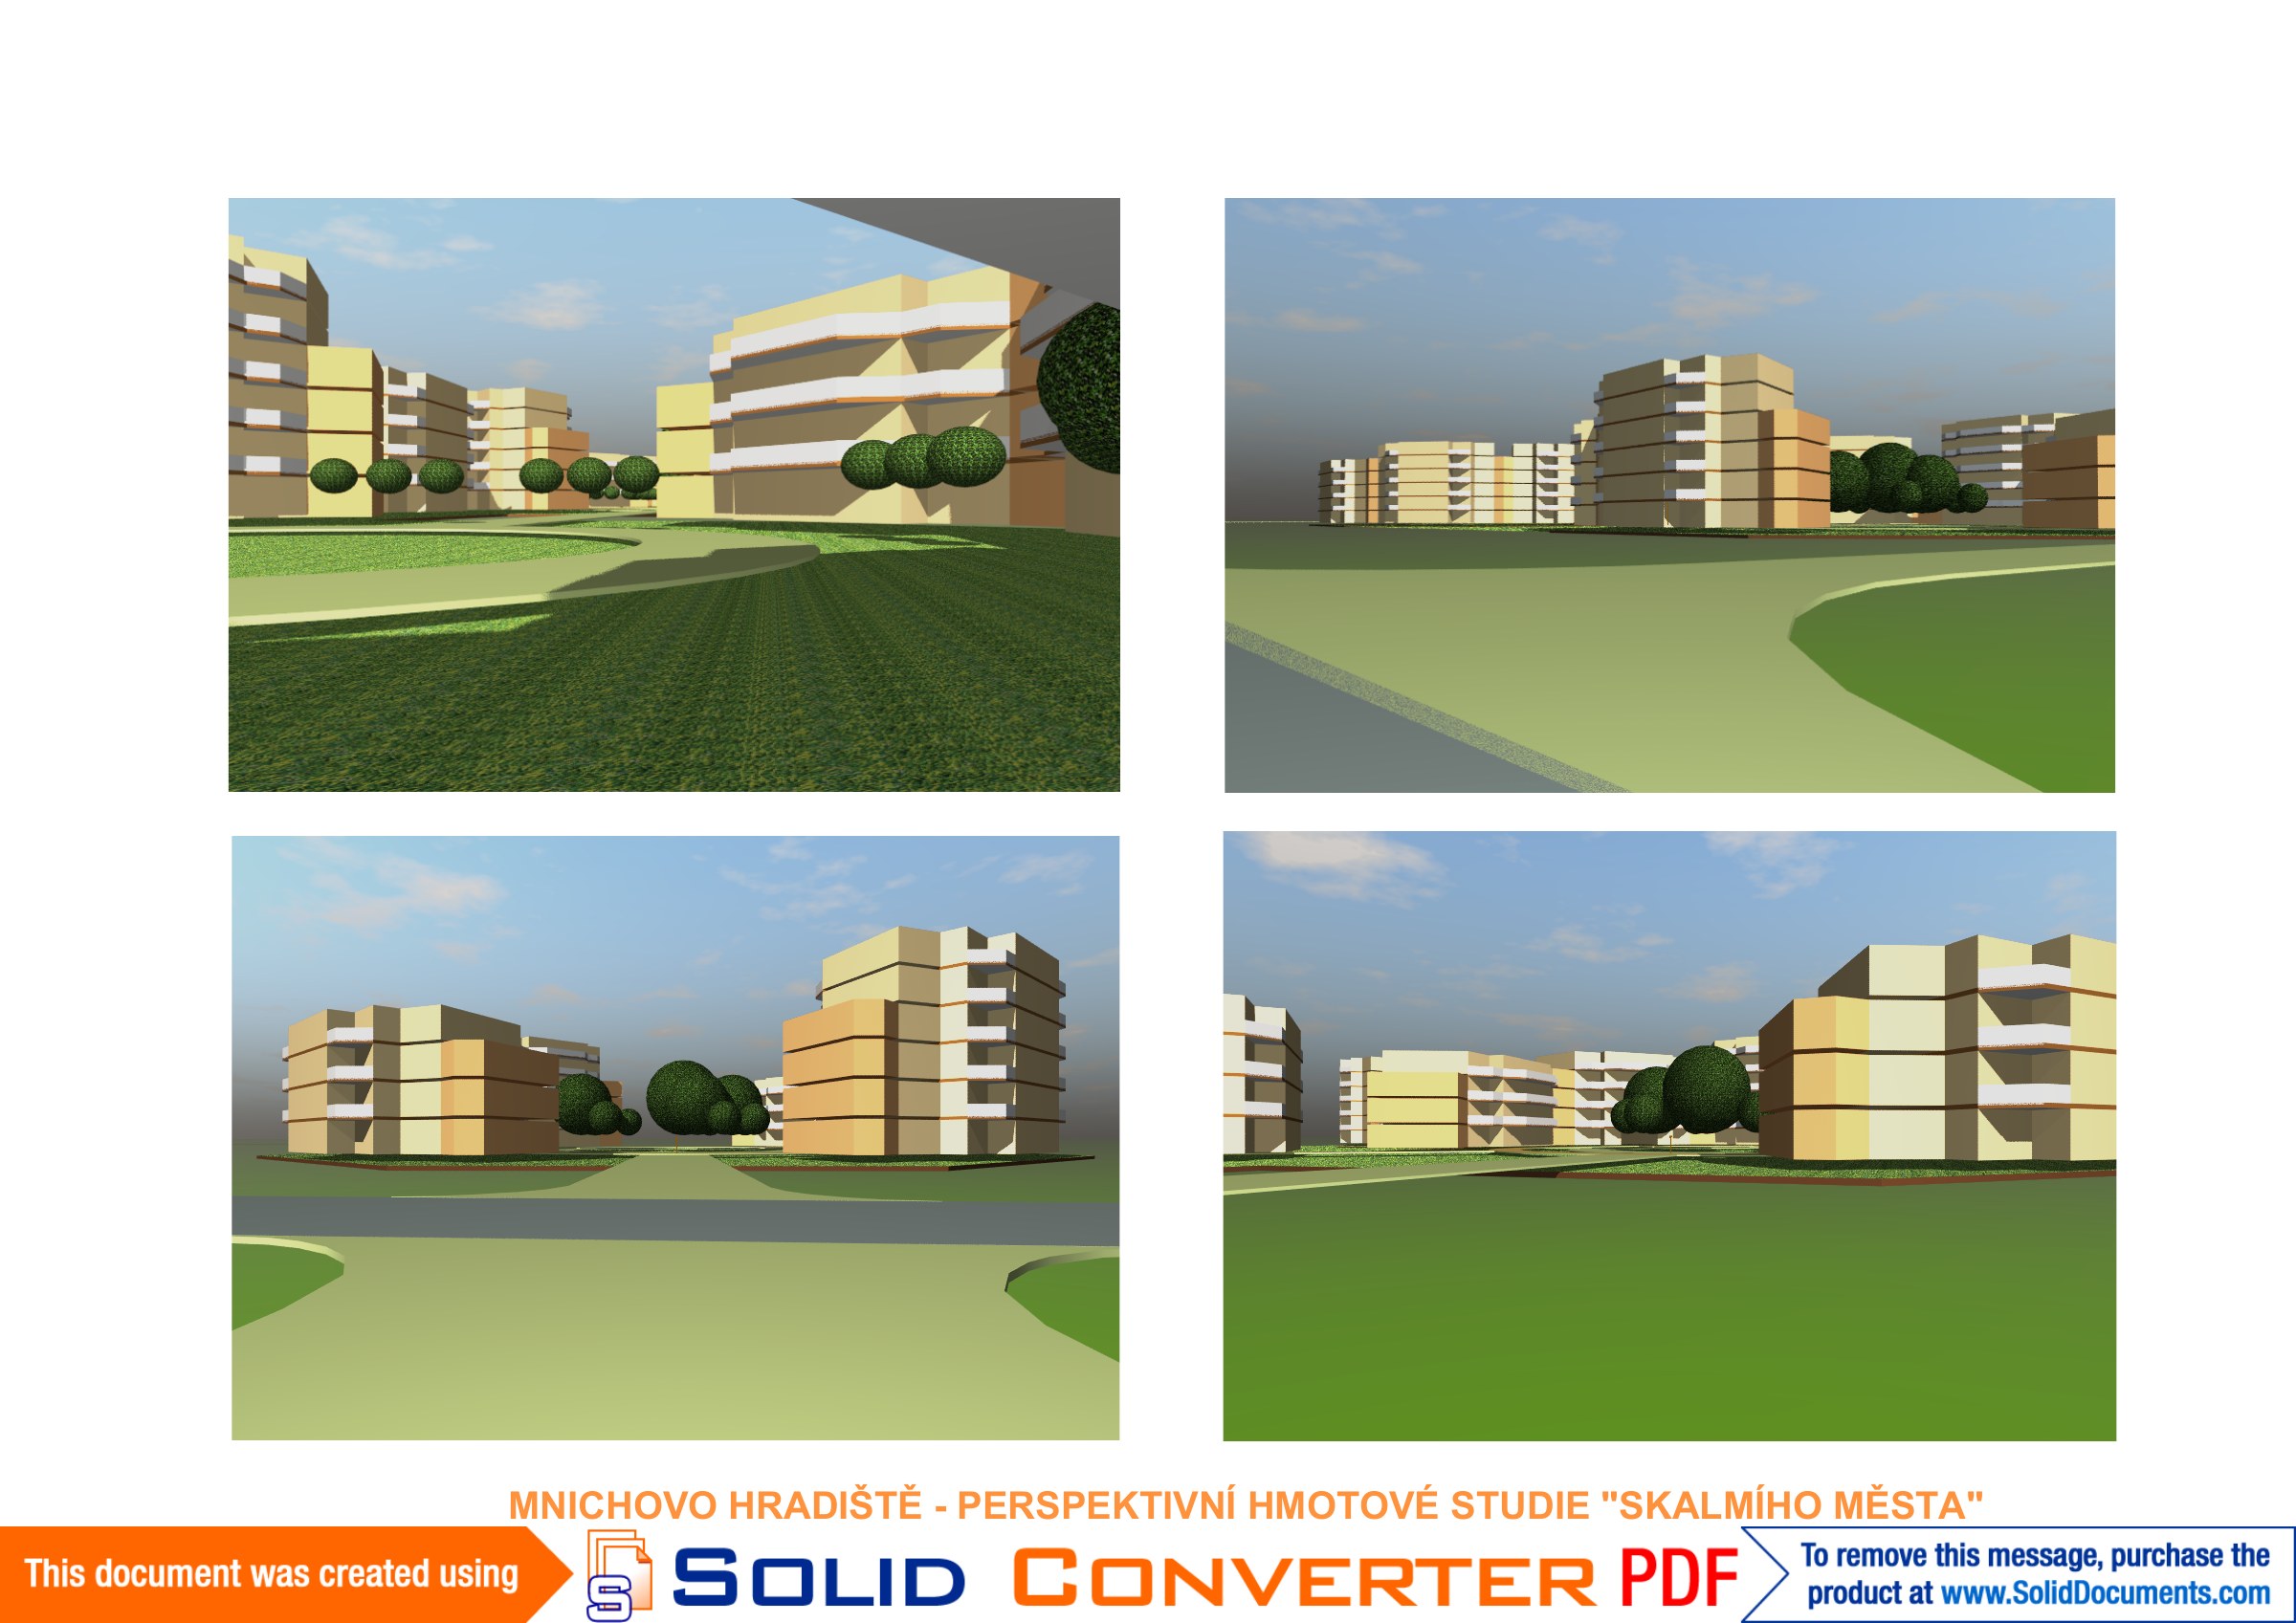 MNICHOVO HRADIŠTĚ - PERSPEKTIVNÍ HMOTOVÉ STUDIE "SKALMÍHO MĚSTA"
This document was created using
S
SOLID CONVERTER PDF
To remove this message, purchase the
product at www.SolidDocuments.com